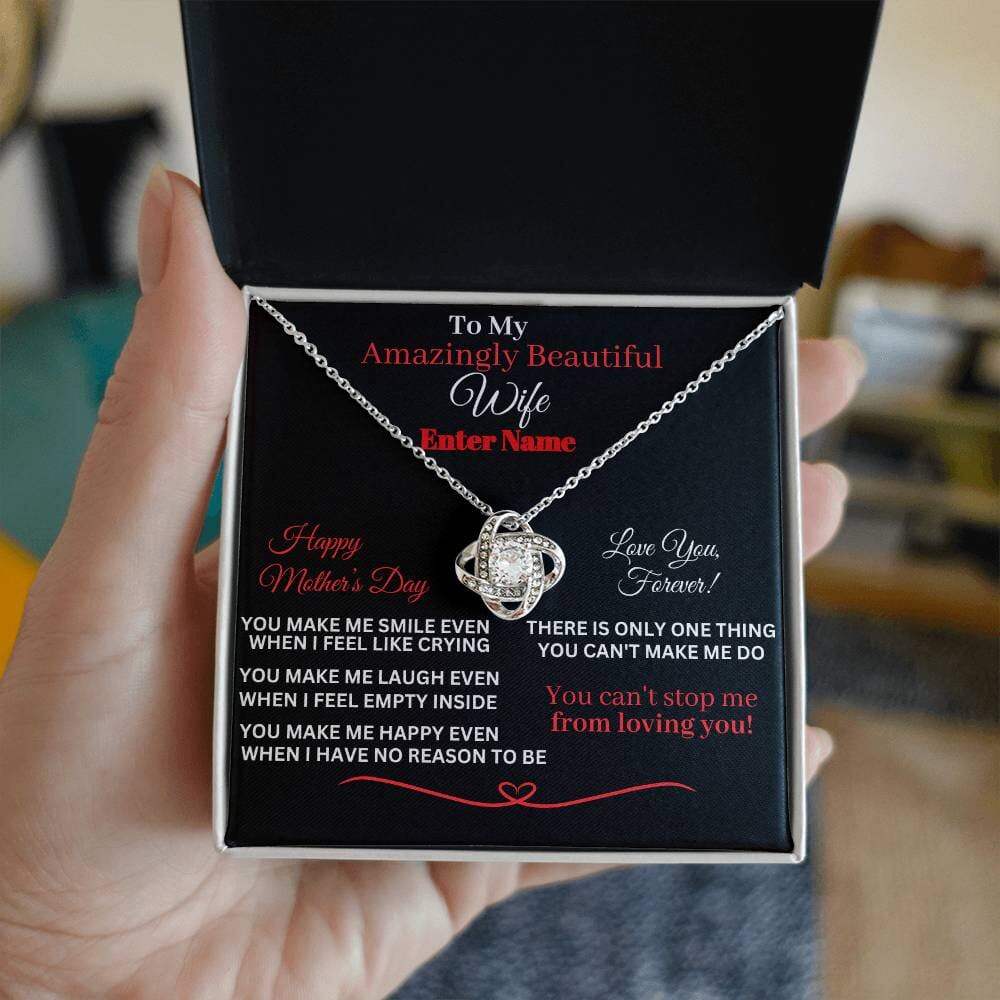 To My
Amazingly Beautiful
Wife
Enter Name
Happy
Mother's Day
YOU MAKE ME SMILE EVEN
WHEN I FEEL LIKE CRYING
YOU MAKE ME LAUGH EVEN
WHEN I FEEL EMPTY INSIDE
YOU MAKE ME HAPPY EVEN
WHEN I HAVE NO REASON TO BE
Love You,
Forever!
THERE IS ONLY ONE THING
YOU CAN'T MAKE ME DO
You can't stop me
from loving you!